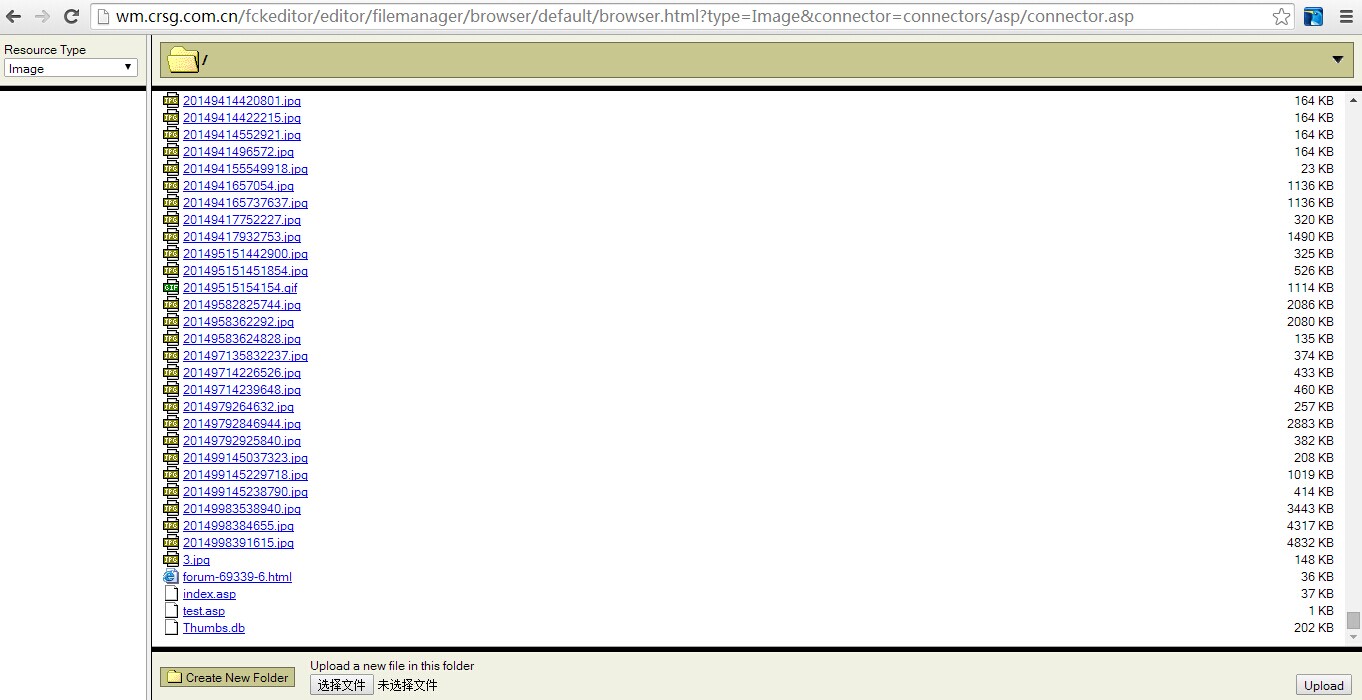 wm.crsg.com.cn/fckeditor/editor/filemanager/browser/default/browser.html?type=Image&connector=connectors/asp/connector.asp
Resource Type
Image
/
20149414420801.jpg 164 KB
20149414422215.jpg 164 KB
20149414552921.jpg 164 KB
2014941496572.jpg 164 KB
201494155549918.jpg 23 KB
2014941657054.jpg 1136 KB
201494165737637.jpg 1136 KB
20149417752227.jpg 320 KB
20149417932753.jpg 1490 KB
201495151442900.jpg 325 KB
201495151451854.jpg 526 KB
GIF 20149515154154.gif 1114 KB
20149582825744.jpg 2086 KB
2014958362292.jpg 2080 KB
20149583624828.jpg 135 KB
201497135832237.jpg 374 KB
20149714226526.jpg 433 KB
20149714239648.jpg 460 KB
2014979264632.jpg 257 KB
20149792846944.jpg 2883 KB
20149792925840.jpg 382 KB
201499145037323.jpg 208 KB
201499145229718.jpg 1019 KB
201499145238790.jpg 414 KB
20149983538940.jpg 3443 KB
2014998384655.jpg 4317 KB
2014998391615.jpg 4832 KB
3.jpg 148 KB
forum-69339-6.html 36 KB
index.asp 37 KB
test.asp 1 KB
Thumbs.db 202 KB
Create New Folder
Upload a new file in this folder
选择文件 未选择文件
Upload